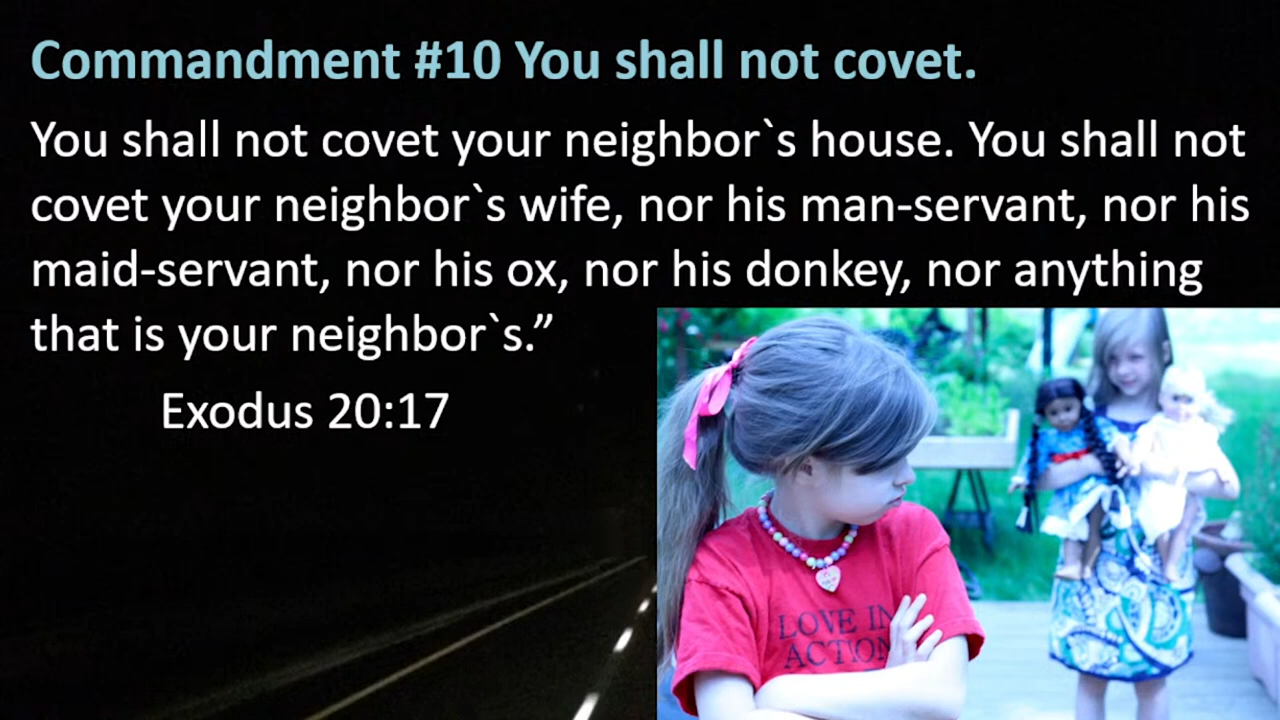 Commandment #10 You shall not covet.
You shall not covet your neighbor`s house. You shall not
covet your neighbor`s wife, nor his man-servant, nor his
maid-servant, nor his ox, nor his donkey, nor anything
that is your neighbor`s.”
Exodus 20:17
LOVE IN
ACTION